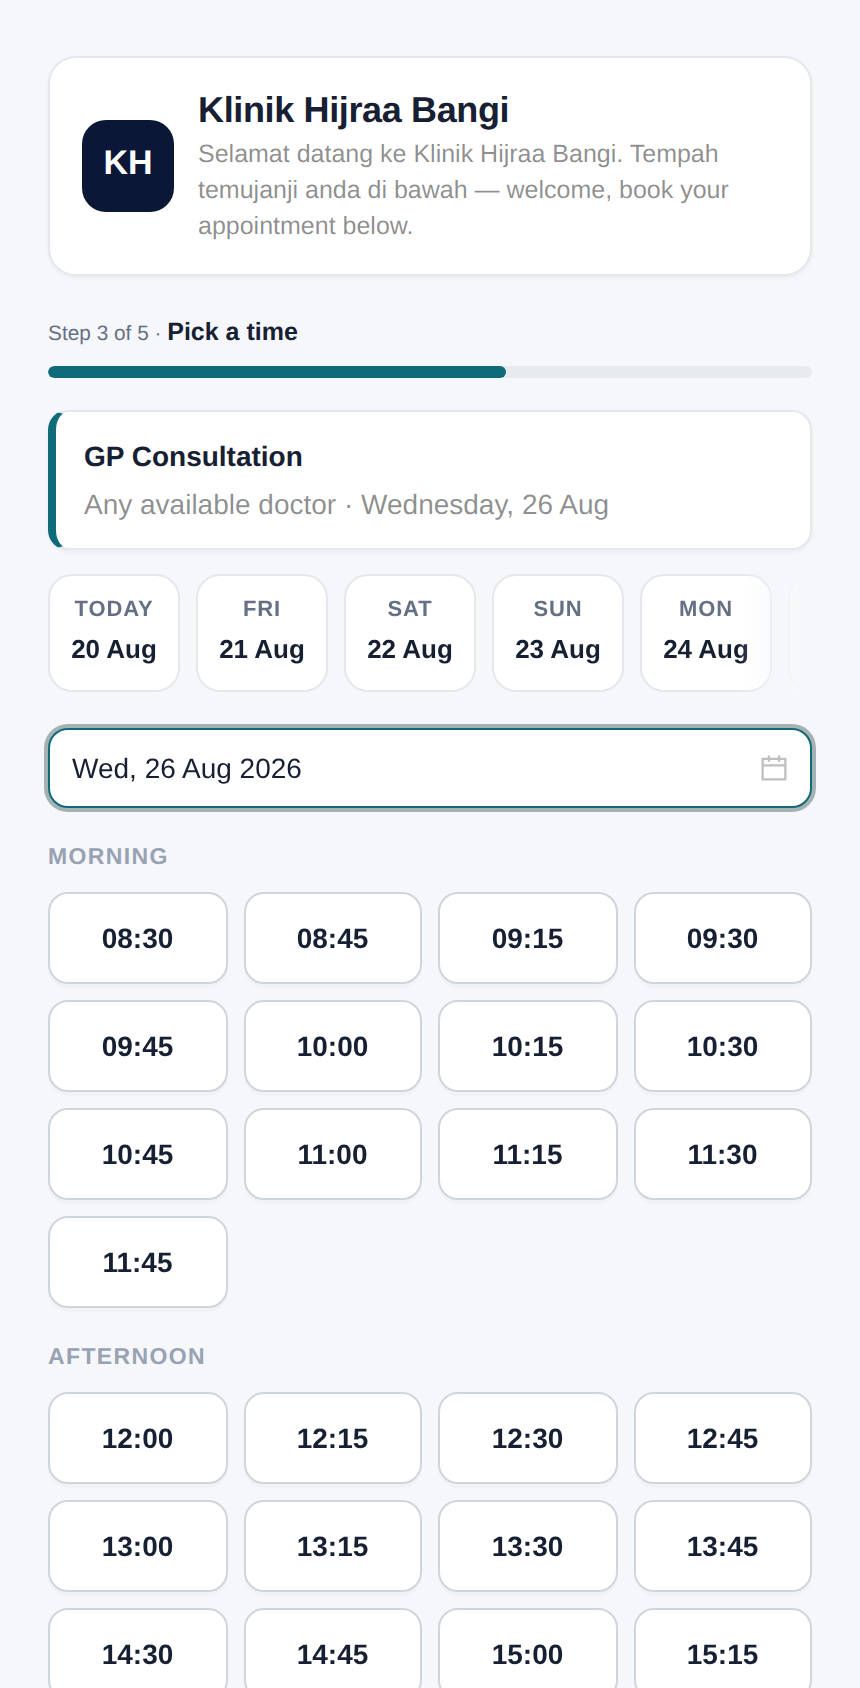 KH
Klinik Hijraa Bangi
Selamat datang ke Klinik Hijraa Bangi. Tempah
temujanji anda di bawah — welcome, book your
appointment below.
Step 3 of 5 · Pick a time
GP Consultation
Any available doctor · Wednesday, 26 Aug
TODAY FRI SAT SUN MON
20 Aug 21 Aug 22 Aug 23 Aug 24 Aug
Wed, 26 Aug 2026
MORNING
08:30 08:45 09:15 09:30
09:45 10:00 10:15 10:30
10:45 11:00 11:15 11:30
11:45
AFTERNOON
12:00 12:15 12:30 12:45
13:00 13:15 13:30 13:45
14:30 14:45 15:00 15:15